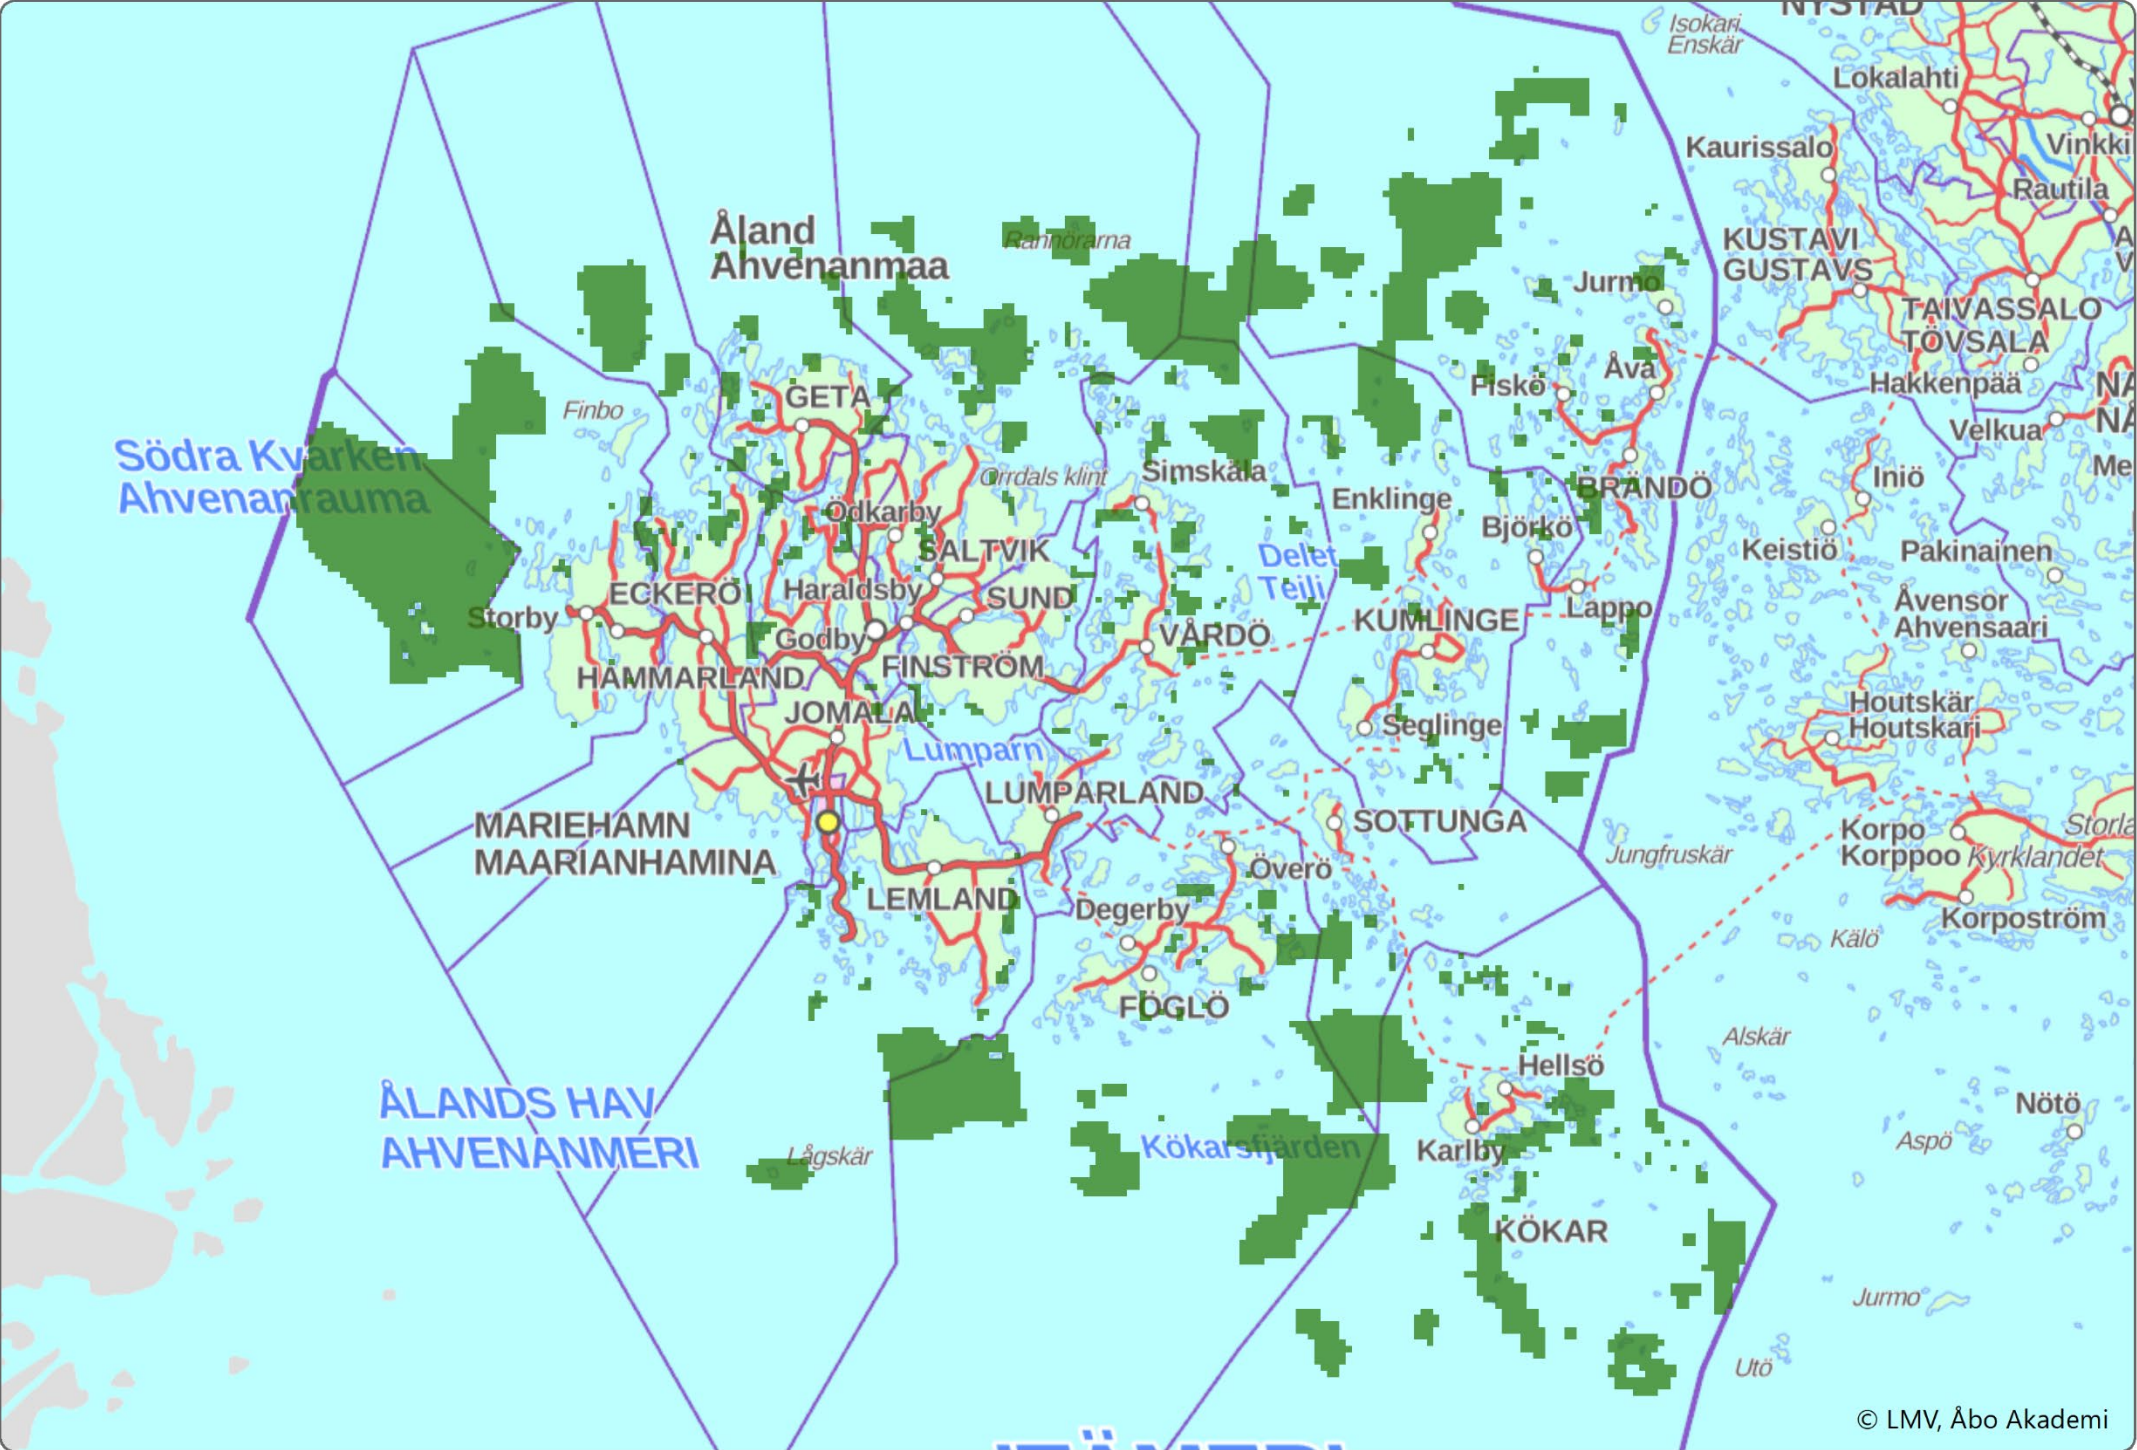 NYSTAD
Isokari
Enskär
Lokalahti
Kaurissalo
Vinkki
Rautila
Åland
Ahvenanmaa
Rannörarna
KUSTAVI
GUSTAVS
Jurmo
TAIVASSALO
TÖVSALA
Åva
Fiskö
Hakkenpää
GETA
Finbo
Velkua
Södra Kvarken
Ahvenanrauma
Orrdals klint
Simskäla
Iniö
BRÄNDÖ
Enklinge
Ödkarby
Björkö
SALTVIK
Delet
Teili
Keistiö
Pakinainen
ECKERÖ
Haraldsby
SUND
Storby
Lappo
Åvensor
Ahvensaari
KUMLINGE
Godby
VÅRDÖ
FINSTRÖM
HAMMARLAND
JOMALA
Seglinge
Houtskär
Houtskari
Lumparn
LUMPARLAND
MARIEHAMN
MAARIANHAMINA
SOTTUNGA
Korpo
Korppoo
Kyrklandet
Jungfruskär
Överö
LEMLAND
Degerby
Korpoström
Kälö
FÖGLÖ
Alskär
Hellsö
ÅLANDS HAV
AHVENANMERI
Nötö
Aspö
Kökarsfjärden
Karlby
Lågskär
KÖKAR
Jurmo
Utö
© LMV, Åbo Akademi